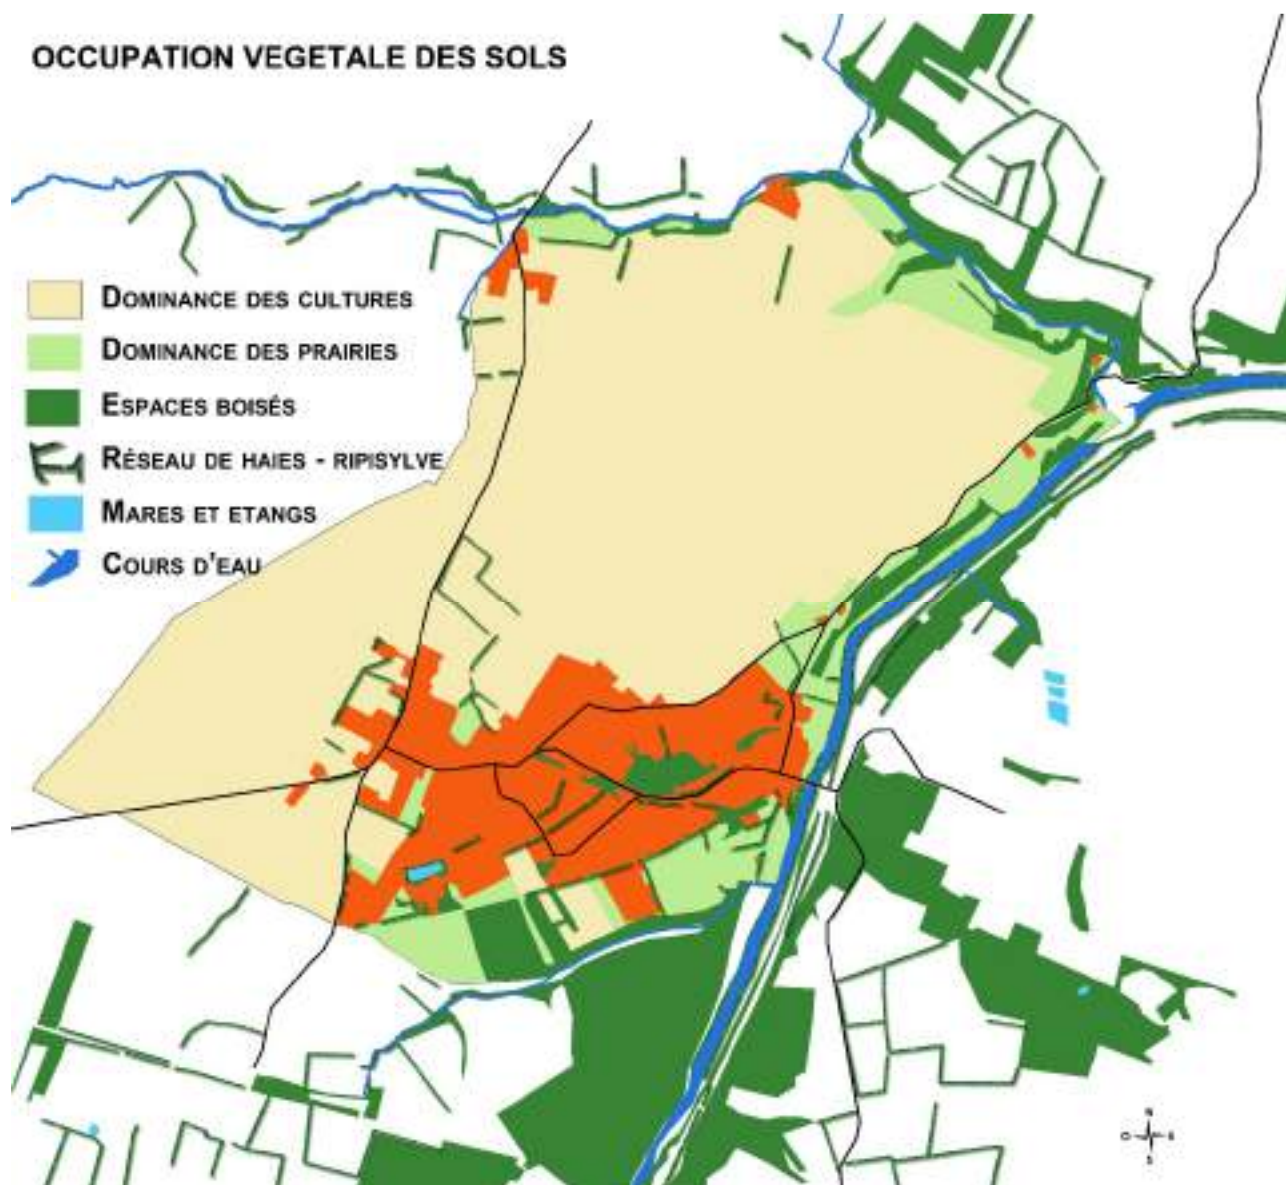 OCCUPATION VEGETALE DES SOLS
DOMINANCE DES CULTURES
DOMINANCE DES PRAIRIES
ESPACES BOISÉS
RÉSEAU DE HAIES - RIPISYLVE
MARES ET ETANGS
COURS D'EAU
N
O E
S